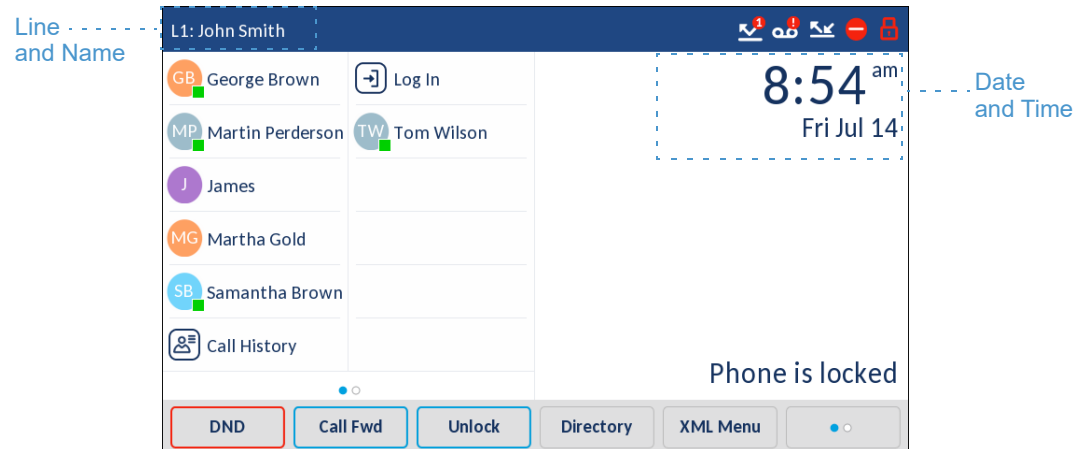 Line
and Name
L1: John Smith
1
!
GB George Brown
Log In
8:54 am
Fri Jul 14
Date
and Time
MP Martin Perderson
TW Tom Wilson
J James
MG Martha Gold
SB Samantha Brown
Call History
Phone is locked
DND
Call Fwd
Unlock
Directory
XML Menu